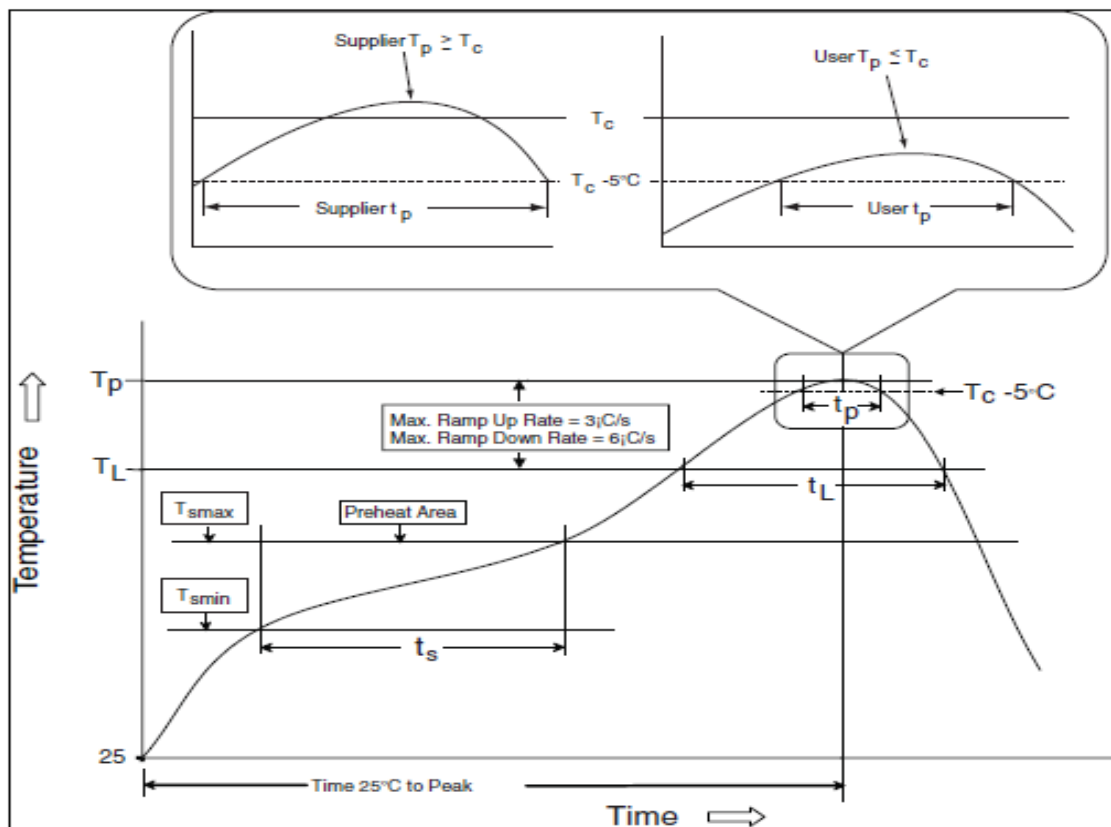 Supplier Tp ≥ Tc
User Tp ≤ Tc
Tc
Tc -5°C
Supplier tp
User tp
Tp
Tc -5°C
tp
Max. Ramp Up Rate = 3¡C/s
Max. Ramp Down Rate = 6¡C/s
TL
tL
Tsmax
Preheat Area
Temperature
Tsmin
ts
25
Time 25°C to Peak
Time